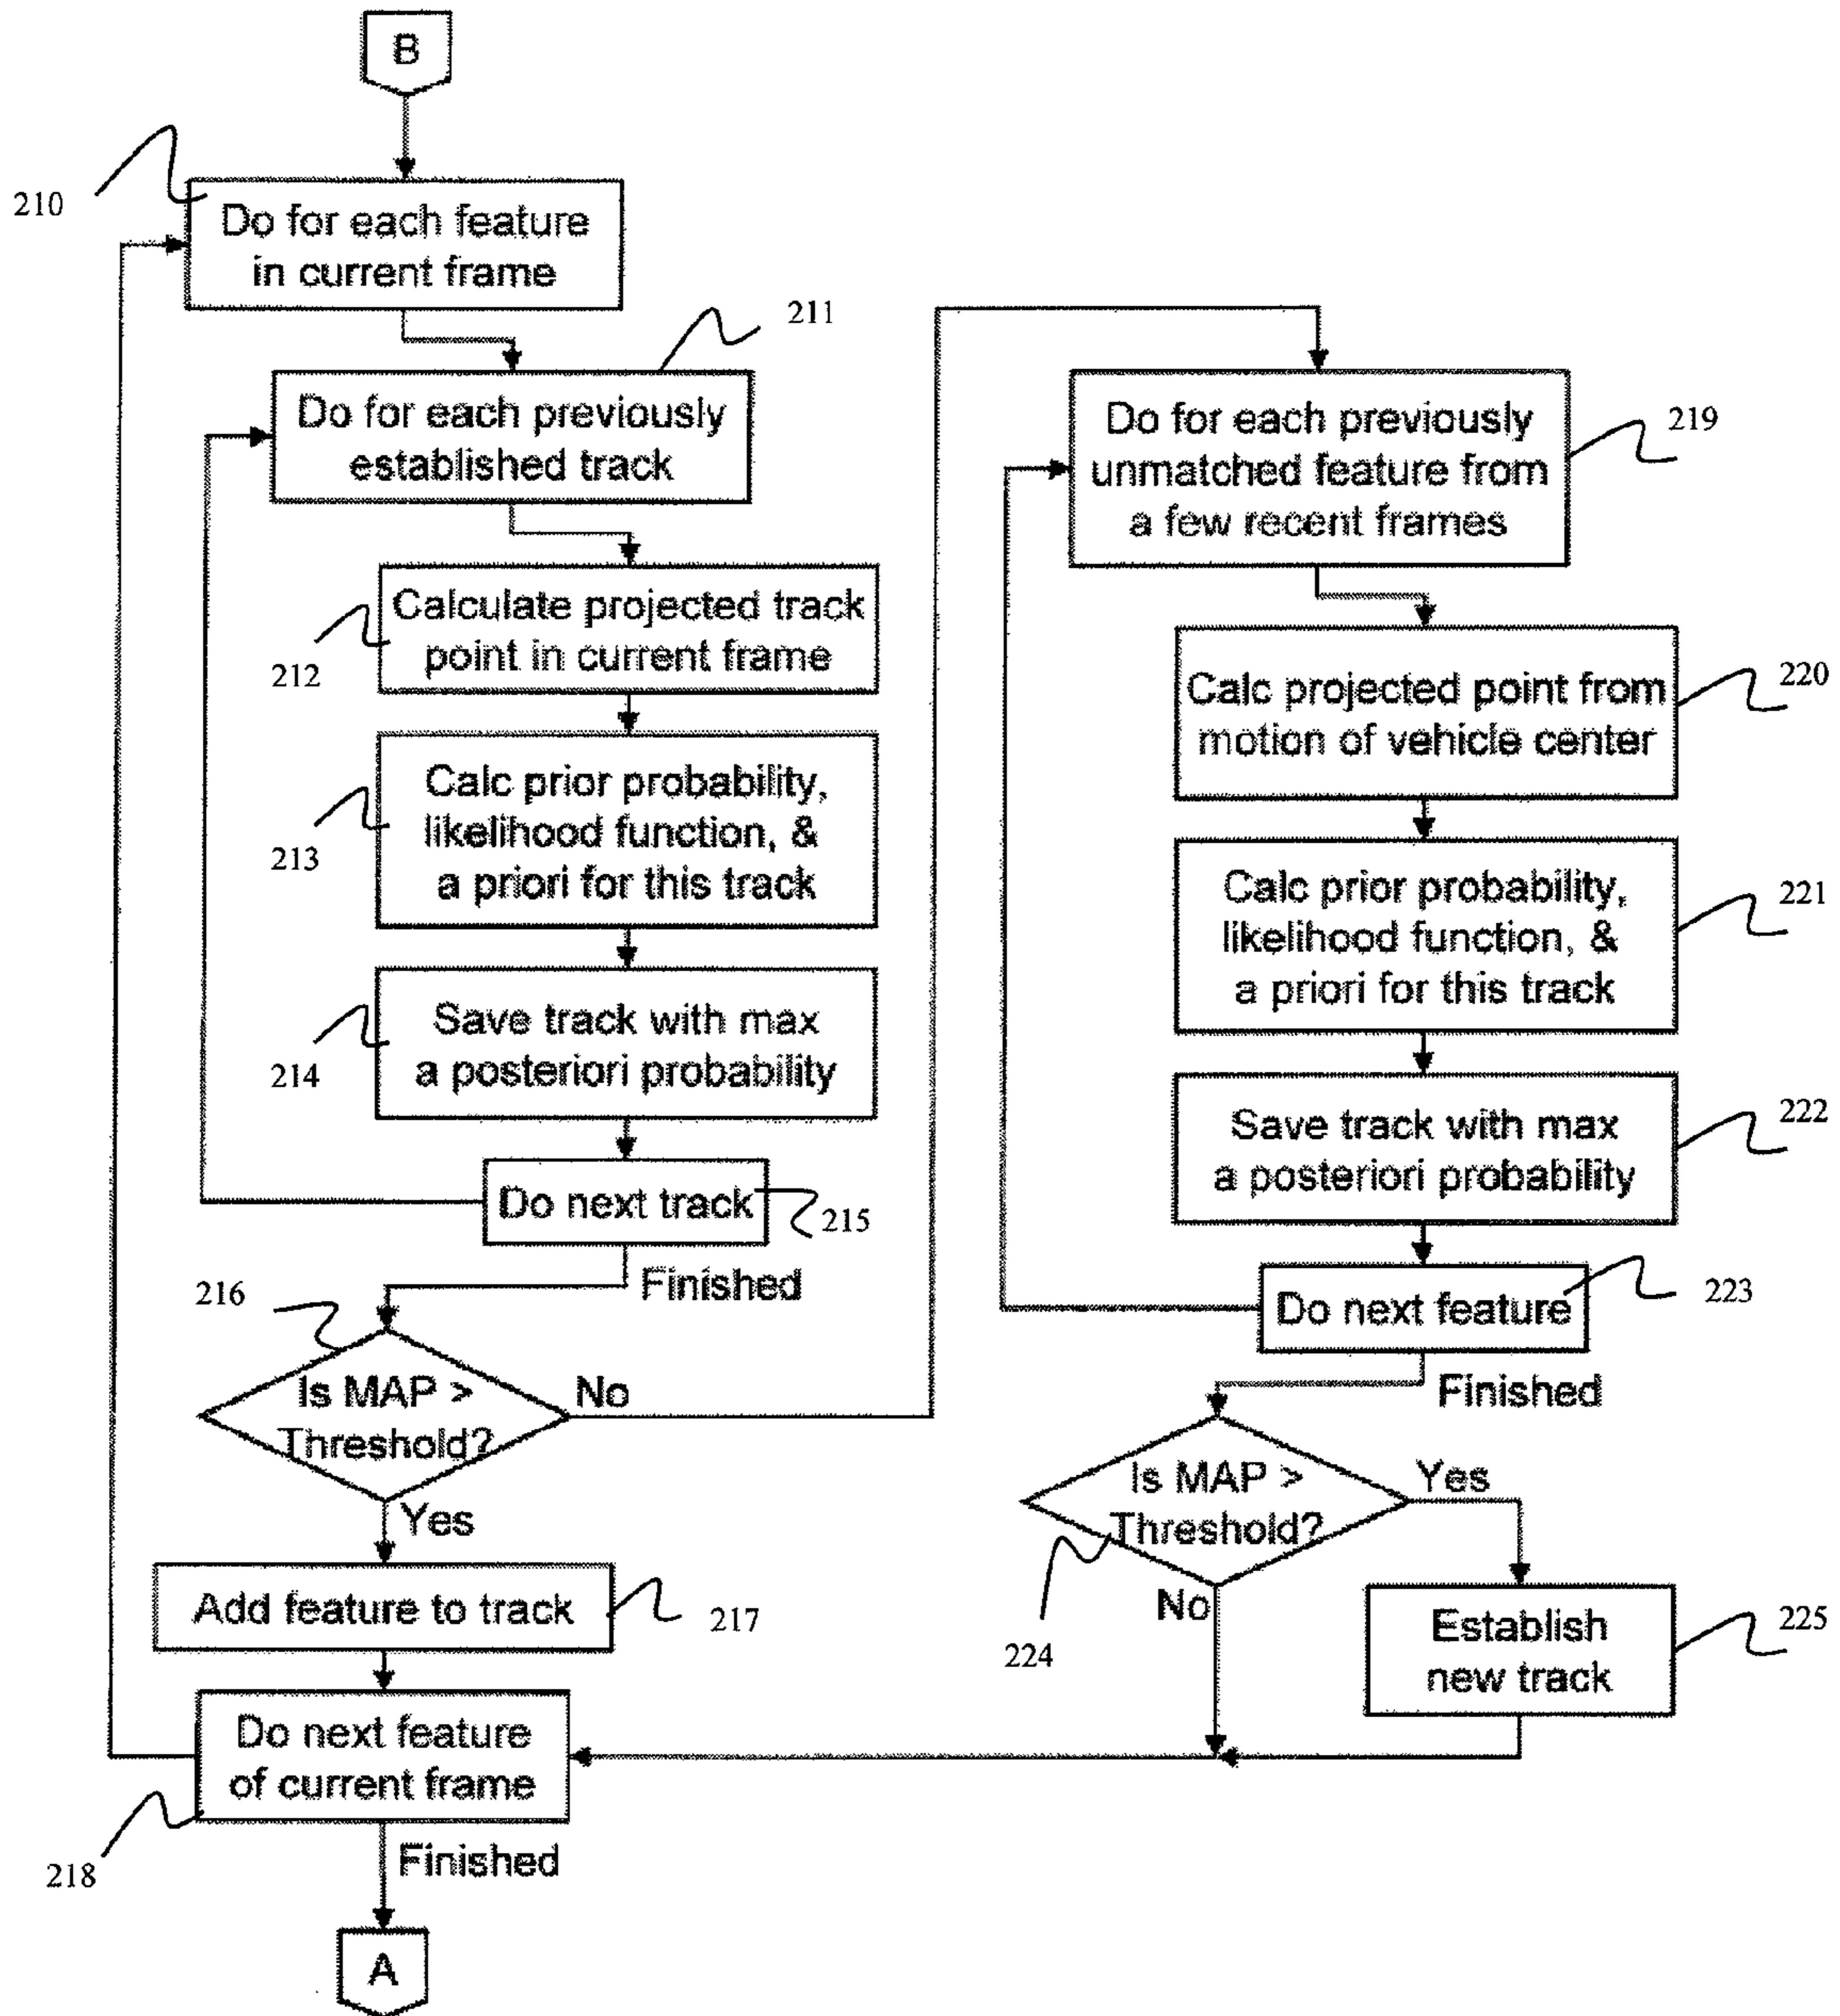 B
210
Do for each feature
in current frame
211
Do for each previously
established track
212
Calculate projected track
point in current frame
213
Calc prior probability,
likelihood function, &
a priori for this track
214
Save track with max
a posteriori probability
Do next track
215
Finished
216
Is MAP >
Threshold?
No
Yes
Add feature to track
217
Do next feature
of current frame
218
Finished
A
Do for each previously
unmatched feature from
a few recent frames
219
Calc projected point from
motion of vehicle center
220
Calc prior probability,
likelihood function, &
a priori for this track
221
Save track with max
a posteriori probability
222
Do next feature
223
Finished
Is MAP >
Threshold?
Yes
No
224
Establish
new track
225